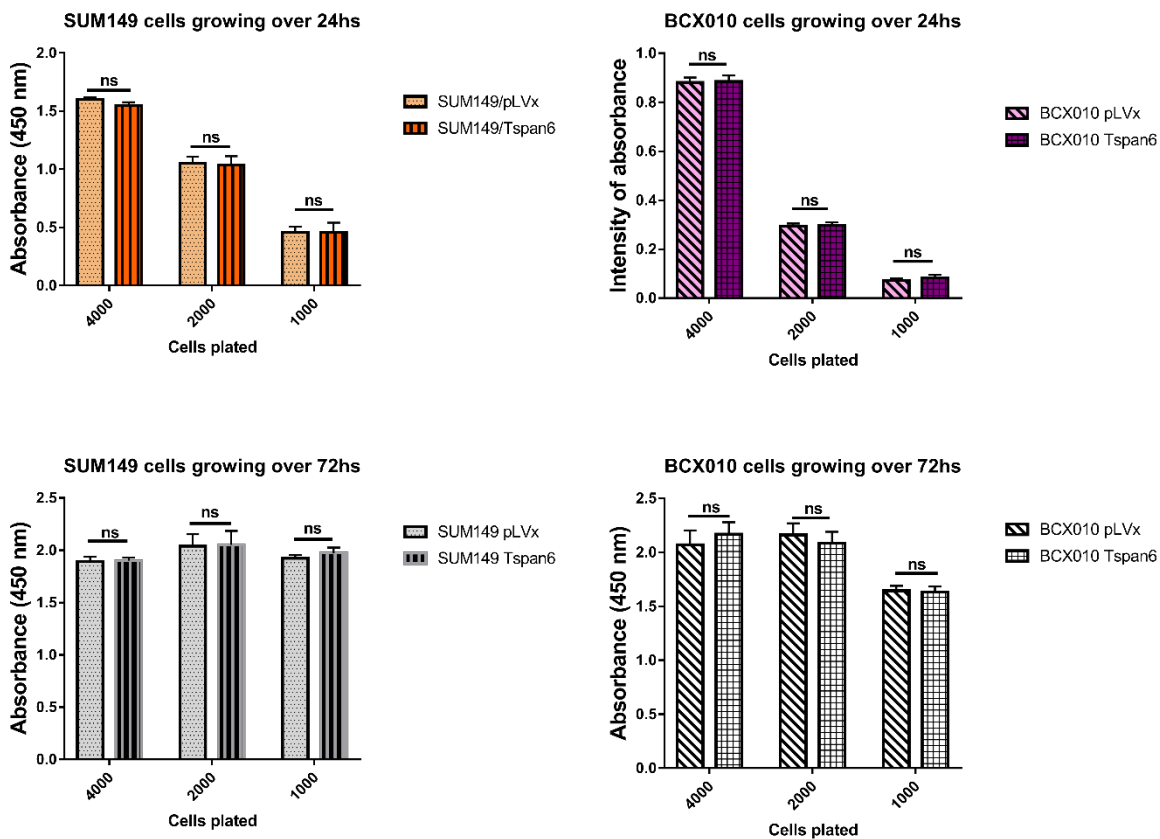 SUM149 cells growing over 24hs
Absorbance (450 nm)
2.0
1.5
1.0
0.5
0.0
ns
ns
ns
4000
2000
1000
Cells plated
SUM149/pLVx
SUM149/Tspan6
BCX010 cells growing over 24hs
Intensity of absorbance
1.0
0.8
0.6
0.4
0.2
0.0
ns
ns
ns
4000
2000
1000
Cells plated
BCX010 pLVx
BCX010 Tspan6
SUM149 cells growing over 72hs
Absorbance (450 nm)
2.5
2.0
1.5
1.0
0.5
0.0
ns
ns
ns
4000
2000
1000
Cells plated
SUM149 pLVx
SUM149 Tspan6
BCX010 cells growing over 72hs
Absorbance (450 nm)
2.5
2.0
1.5
1.0
0.5
0.0
ns
ns
ns
4000
2000
1000
Cells plated
BCX010 pLVx
BCX010 Tspan6